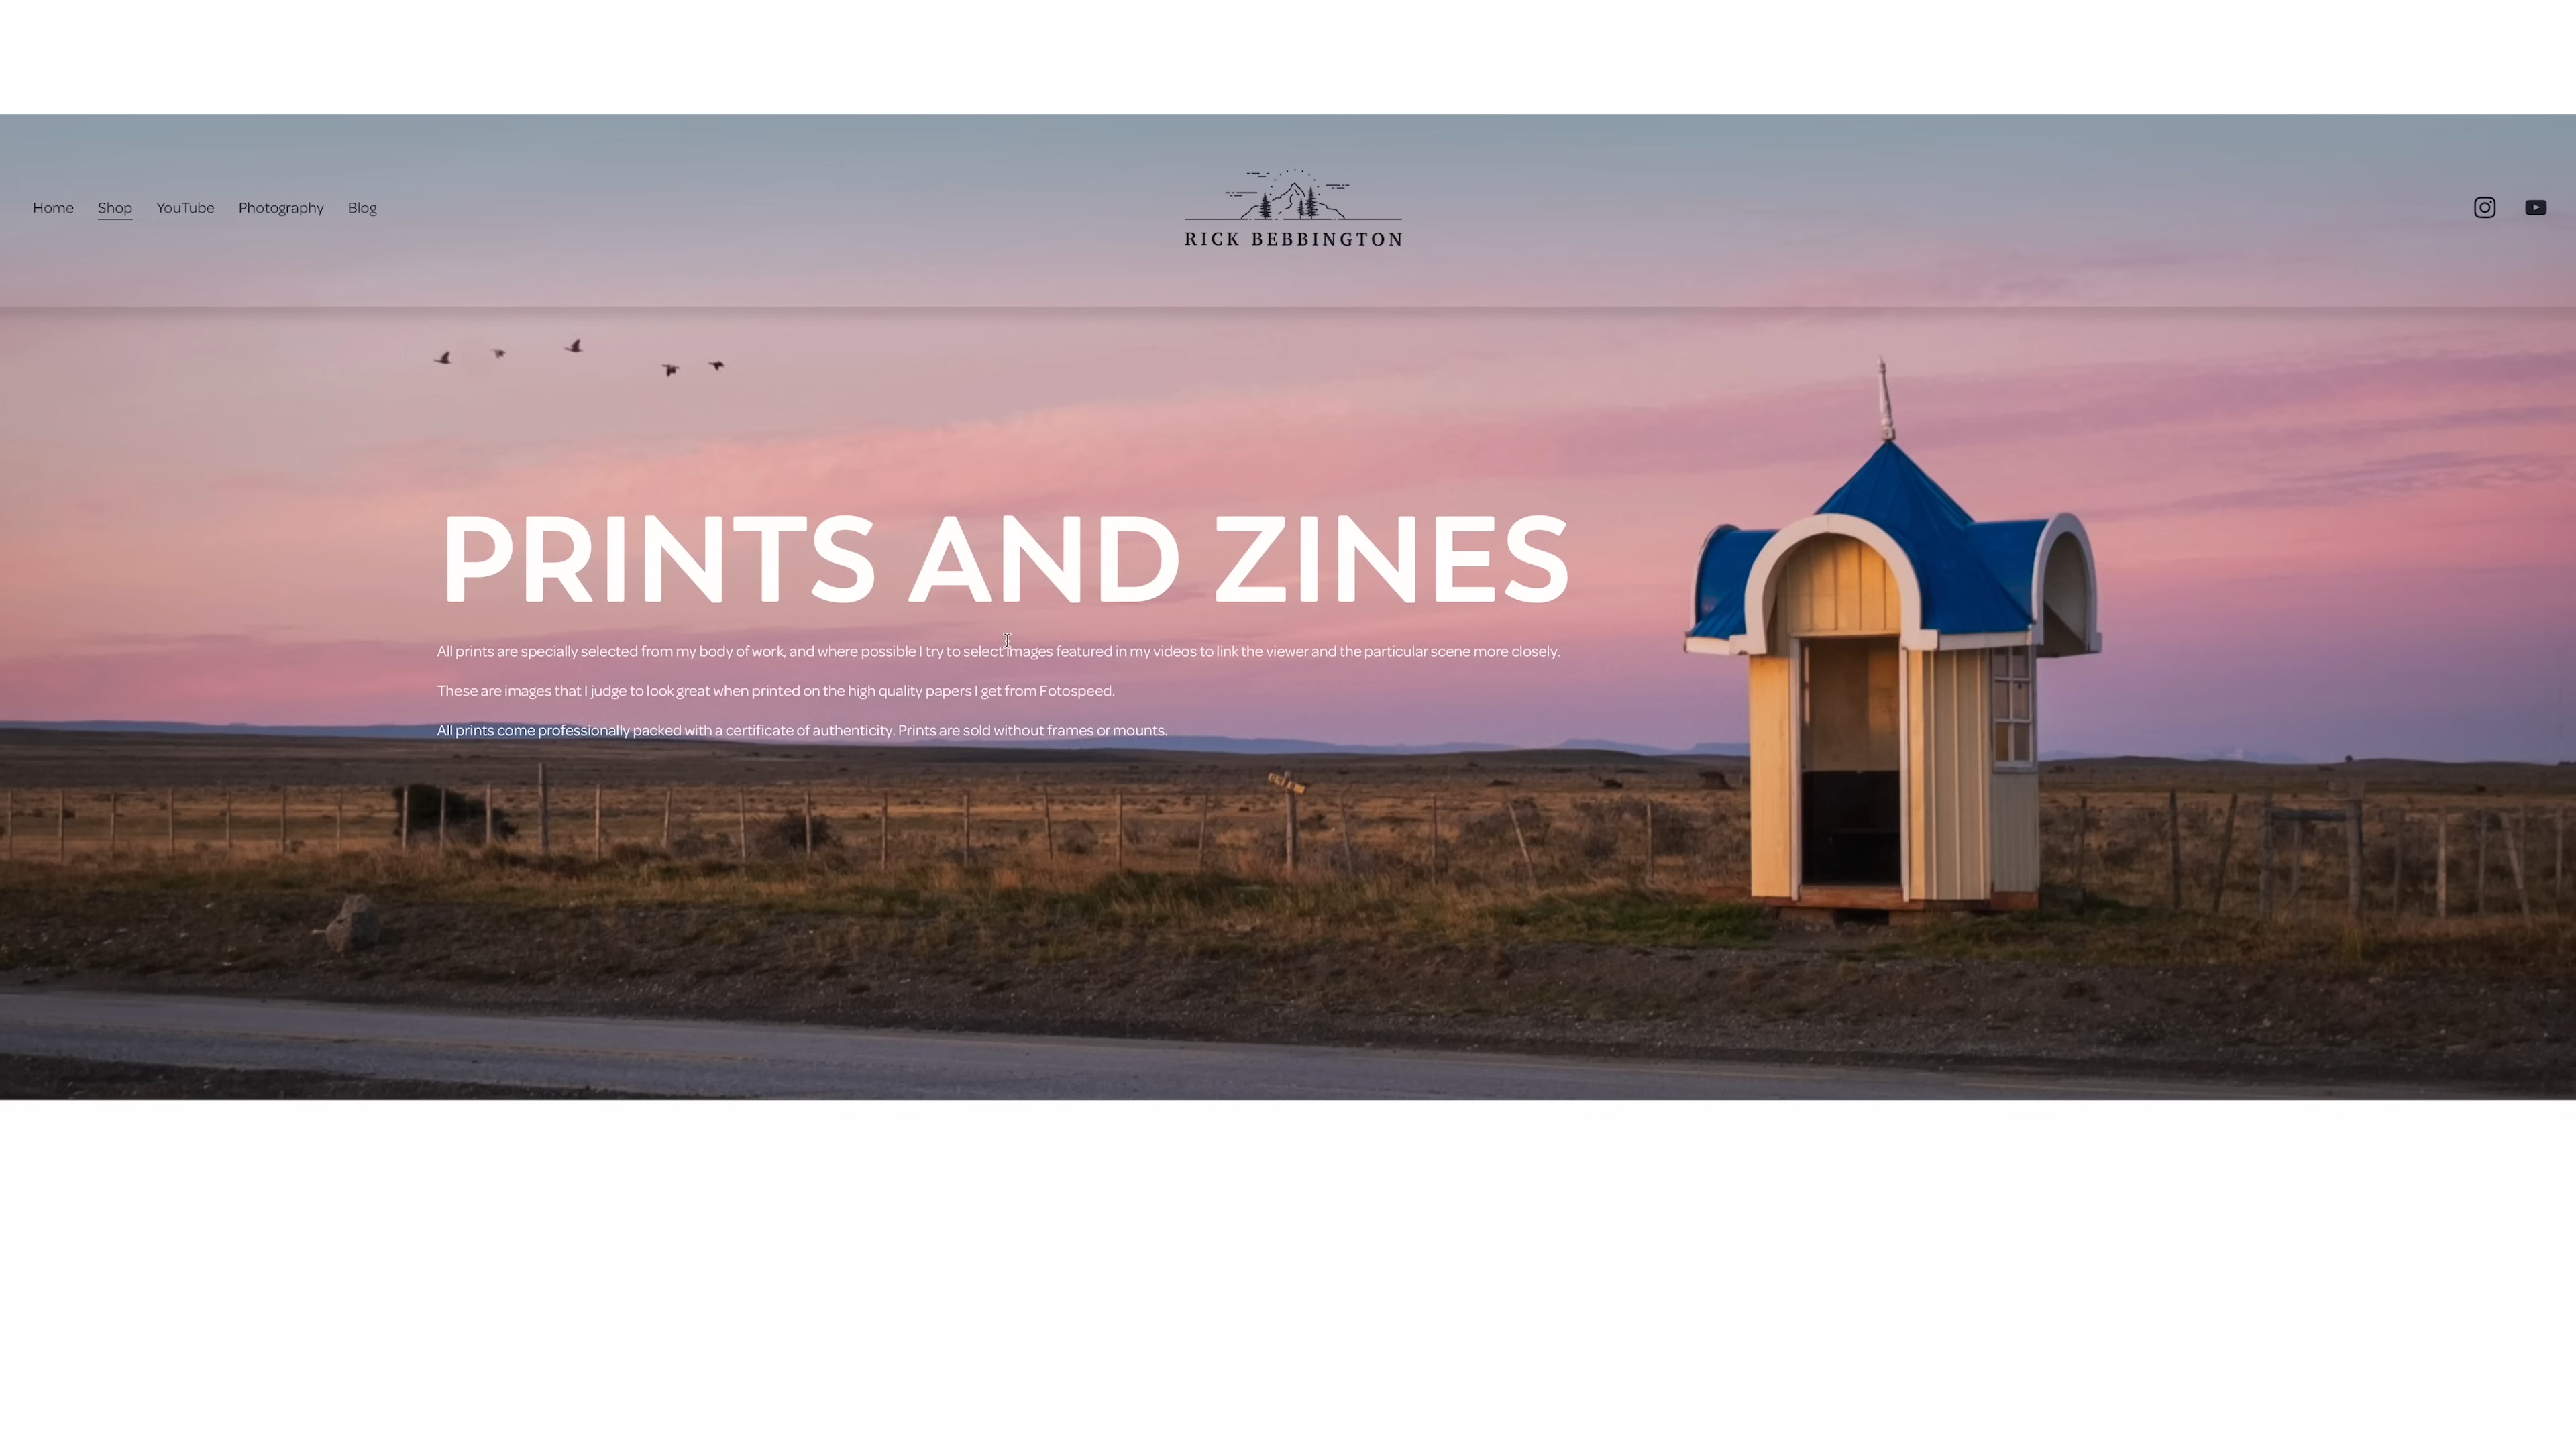 Home Shop YouTube Photography Blog
RICK BEBBINGTON
PRINTS AND ZINES
All prints are specially selected from my body of work, and where possible I try to select images featured in my videos to link the viewer and the particular scene more closely.
These are images that I judge to look great when printed on the high quality papers I get from Fotospeed.
All prints come professionally packed with a certificate of authenticity. Prints are sold without frames or mounts.